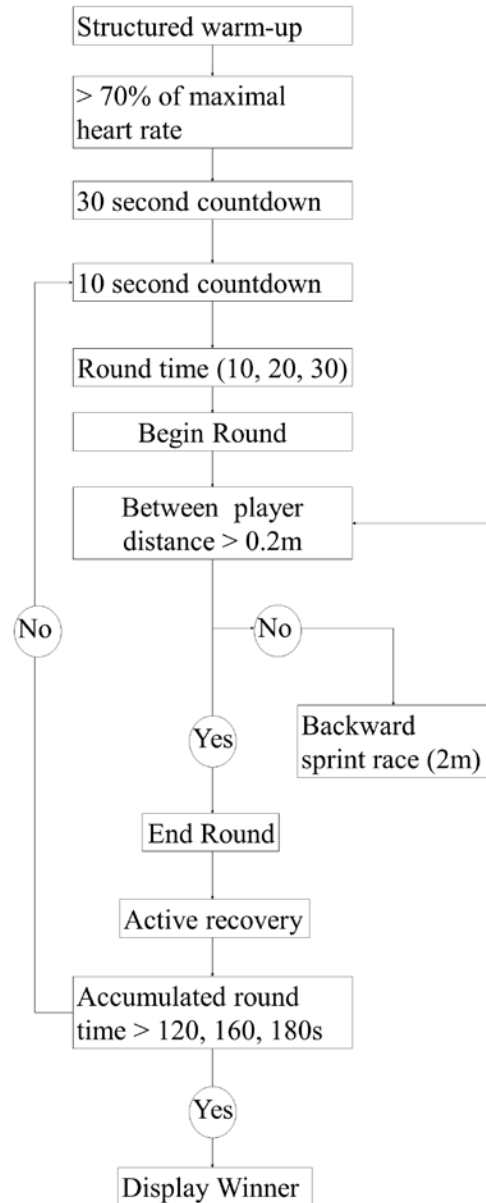 Structured warm-up
> 70% of maximal
heart rate
30 second countdown
10 second countdown
Round time (10, 20, 30)
Begin Round
Between player
distance > 0.2m
No
No
Yes
Backward
sprint race (2m)
End Round
Active recovery
Accumulated round
time > 120, 160, 180s
Yes
Display Winner